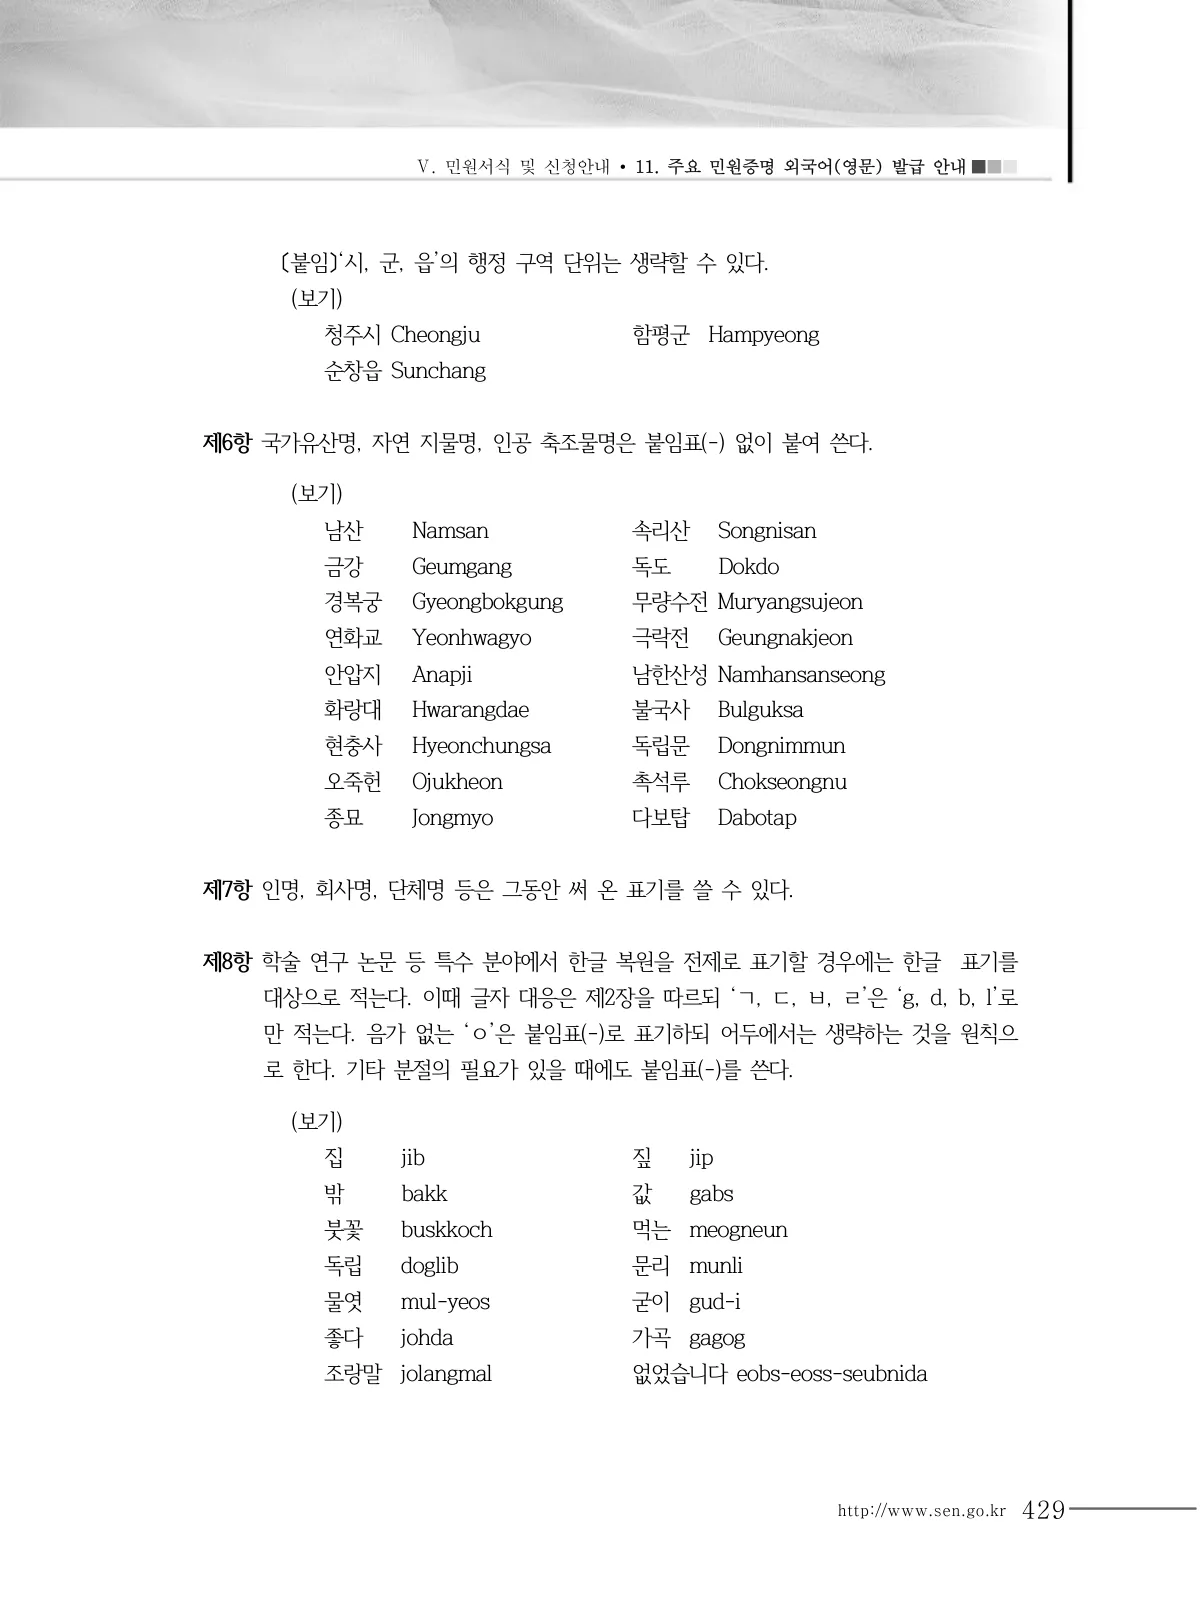 Ⅴ. 민원서식 및 신청안내 • 11. 주요 민원증명 외국어(영문) 발급 안내
〔붙임〕‘시, 군, 읍’의 행정 구역 단위는 생략할 수 있다.
(보기)
청주시 Cheongju 함평군 Hampyeong
순창읍 Sunchang
제6항 국가유산명, 자연 지물명, 인공 축조물명은 붙임표(-) 없이 붙여 쓴다.
(보기)
남산 Namsan 속리산 Songnisan
금강 Geumgang 독도 Dokdo
경복궁 Gyeongbokgung 무량수전 Muryangsujeon
연화교 Yeonhwagyo 극락전 Geungnakjeon
안압지 Anapji 남한산성 Namhansanseong
화랑대 Hwarangdae 불국사 Bulguksa
현충사 Hyeonchungsa 독립문 Dongnimmun
오죽헌 Ojukheon 촉석루 Chokseongnu
종묘 Jongmyo 다보탑 Dabotap
제7항 인명, 회사명, 단체명 등은 그동안 써 온 표기를 쓸 수 있다.
제8항 학술 연구 논문 등 특수 분야에서 한글 복원을 전제로 표기할 경우에는 한글 표기를
대상으로 적는다. 이때 글자 대응은 제2장을 따르되 ‘ㄱ, ㄷ, ㅂ, ㄹ’은 ‘g, d, b, l’로
만 적는다. 음가 없는 ‘ㅇ’은 붙임표(-)로 표기하되 어두에서는 생략하는 것을 원칙으
로 한다. 기타 분절의 필요가 있을 때에도 붙임표(-)를 쓴다.
(보기)
집 jib 짚 jip
밖 bakk 값 gabs
붓꽃 buskkoch 먹는 meogneun
독립 doglib 문리 munli
물엿 mul-yeos 굳이 gud-i
좋다 johda 가곡 gagog
조랑말 jolangmal 없었습니다 eobs-eoss-seubnida
http://www.sen.go.kr 429